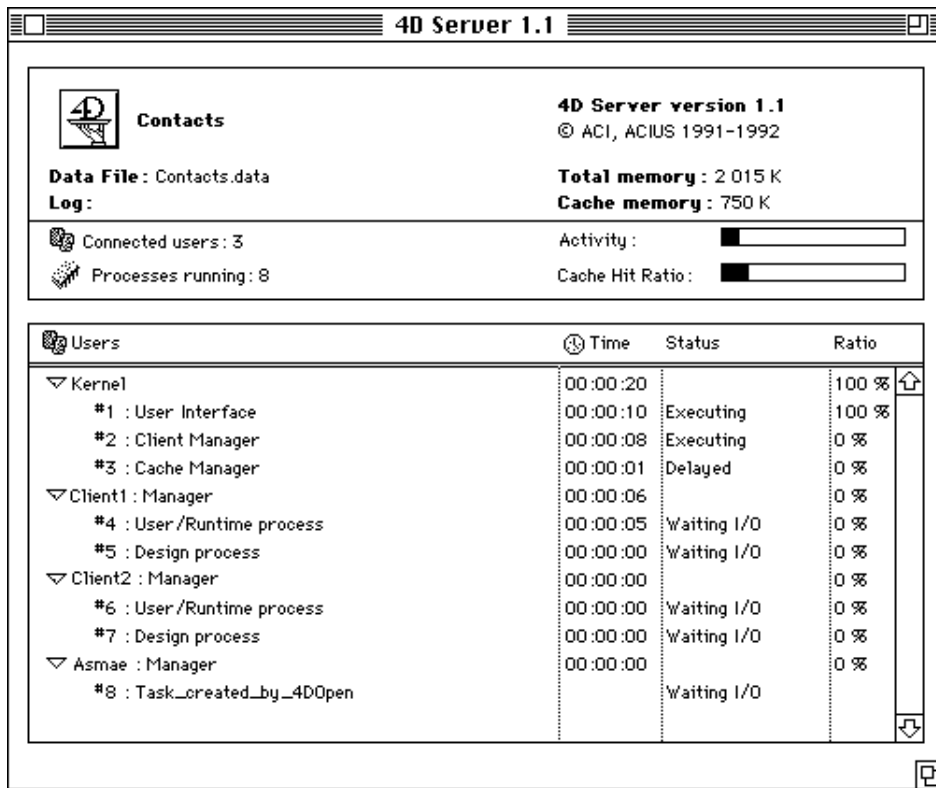 4D Server 1.1
4D
Contacts
4D Server version 1.1
© ACI, ACIUS 1991-1992
Data File : Contacts.data
Total memory : 2 015 K
Log :
Cache memory : 750 K
Connected users : 3
Activity :
Processes running : 8
Cache Hit Ratio :
Users Time Status Ratio
Kernel 00:00:20 100 %
#1 : User Interface 00:00:10 Executing 100 %
#2 : Client Manager 00:00:08 Executing 0 %
#3 : Cache Manager 00:00:01 Delayed 0 %
Client1 : Manager 00:00:06 0 %
#4 : User/Runtime process 00:00:05 Waiting I/O 0 %
#5 : Design process 00:00:00 Waiting I/O 0 %
Client2 : Manager 00:00:00 0 %
#6 : User/Runtime process 00:00:00 Waiting I/O 0 %
#7 : Design process 00:00:00 Waiting I/O 0 %
Asmae : Manager 00:00:00 0 %
#8 : Task_created_by_4DOpen Waiting I/O